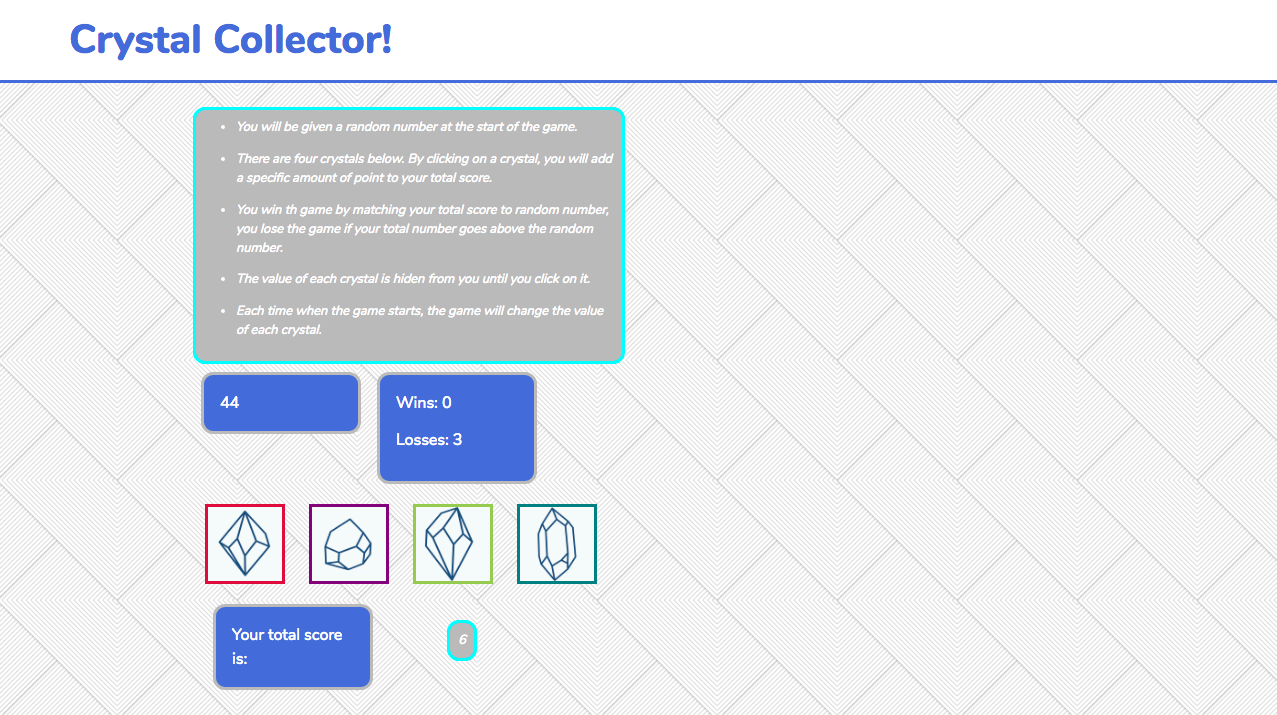 Crystal Collector!
You will be given a random number at the start of the game.
There are four crystals below. By clicking on a crystal, you will add
a specific amount of point to your total score.
You win th game by matching your total score to random number,
you lose the game if your total number goes above the random
number.
The value of each crystal is hiden from you until you click on it.
Each time when the game starts, the game will change the value
of each crystal.
44
Wins: 0
Losses: 3
Your total score
is:
6